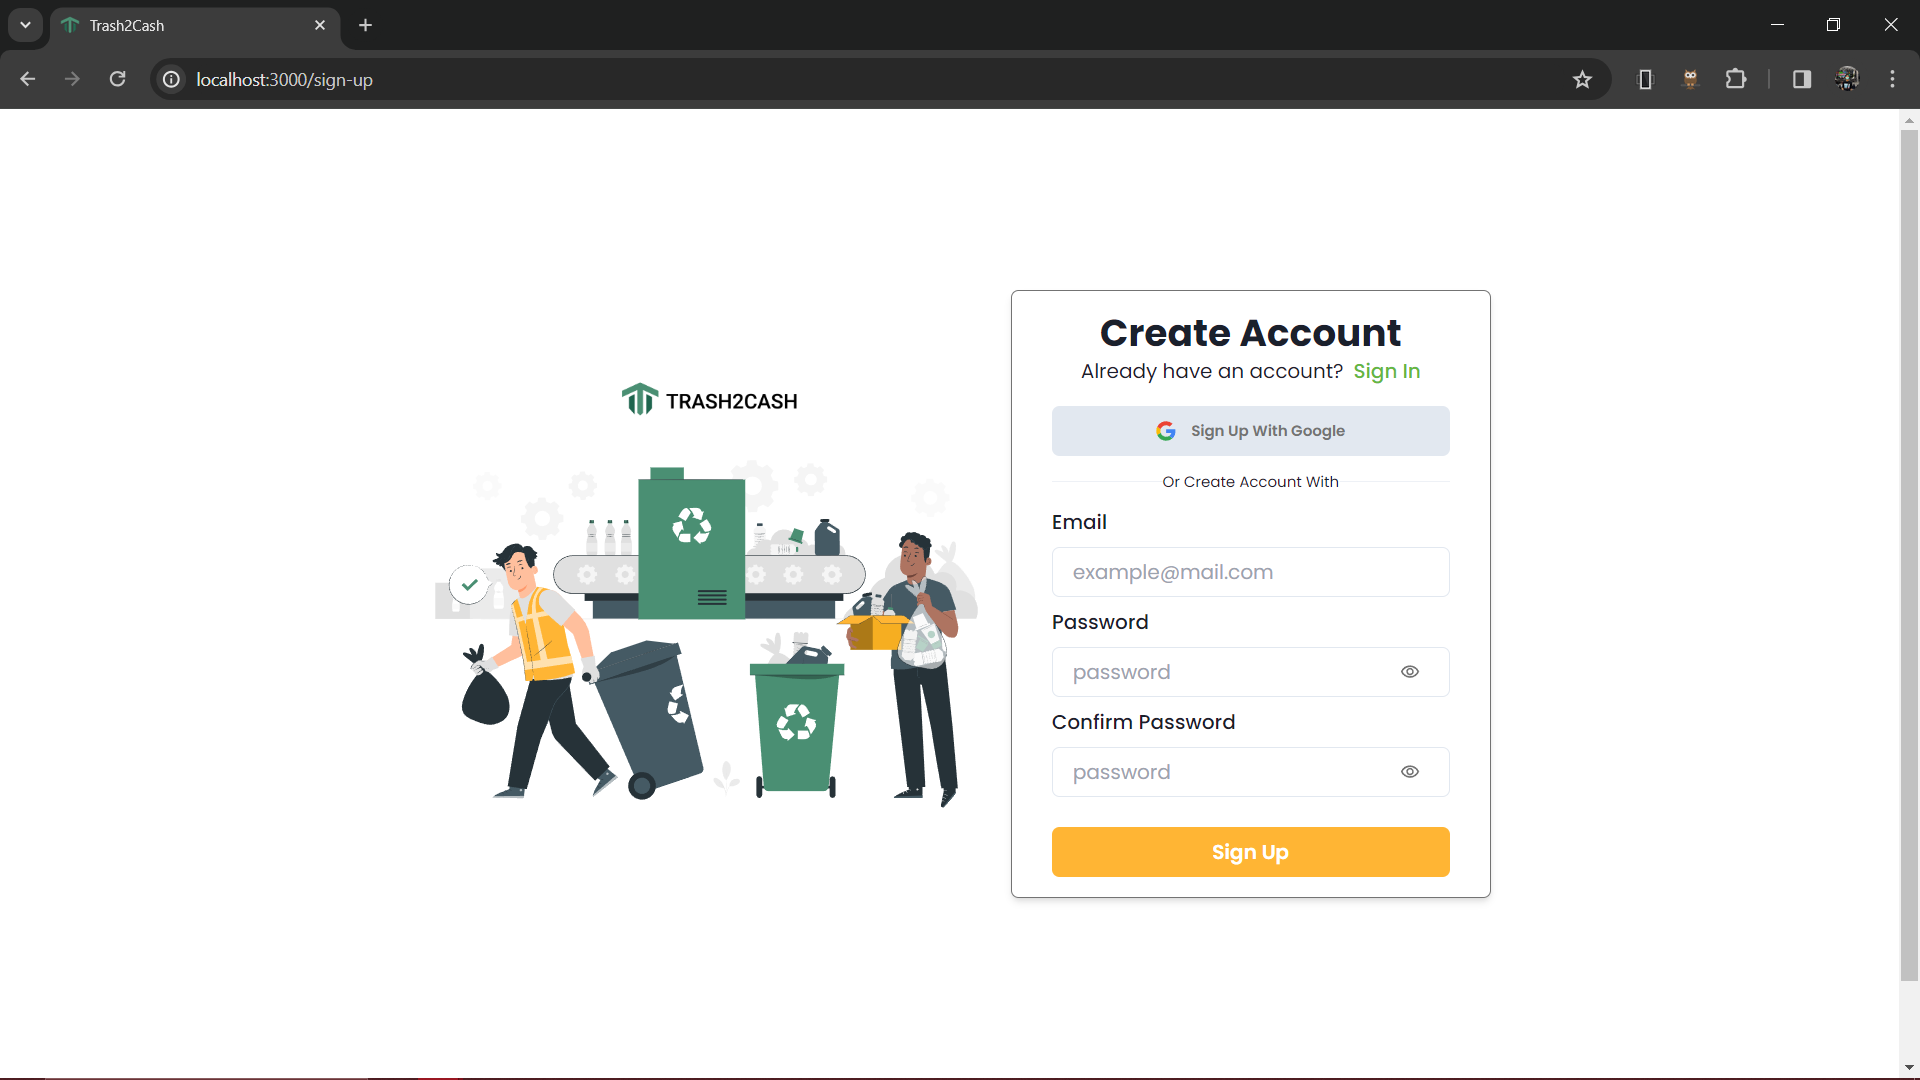 Trash2Cash
localhost:3000/sign-up
TRASH2CASH
Create Account
Already have an account? Sign In
Sign Up With Google
Or Create Account With
Email
example@mail.com
Password
password
Confirm Password
password
Sign Up